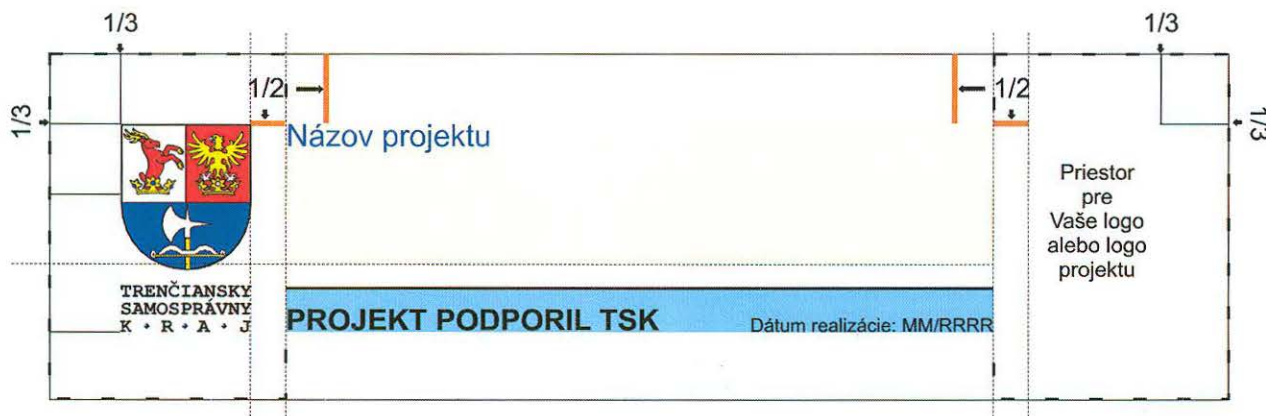 1/3
1/3
1/2
1/2
1/3
1/3
Názov projektu
Priestor
pre
Vaše logo
alebo logo
projektu
TRENČIANSKY
SAMOSPRÁVNY
K • R • A • J
PROJEKT PODPORIL TSK
Dátum realizácie: MM/RRRR